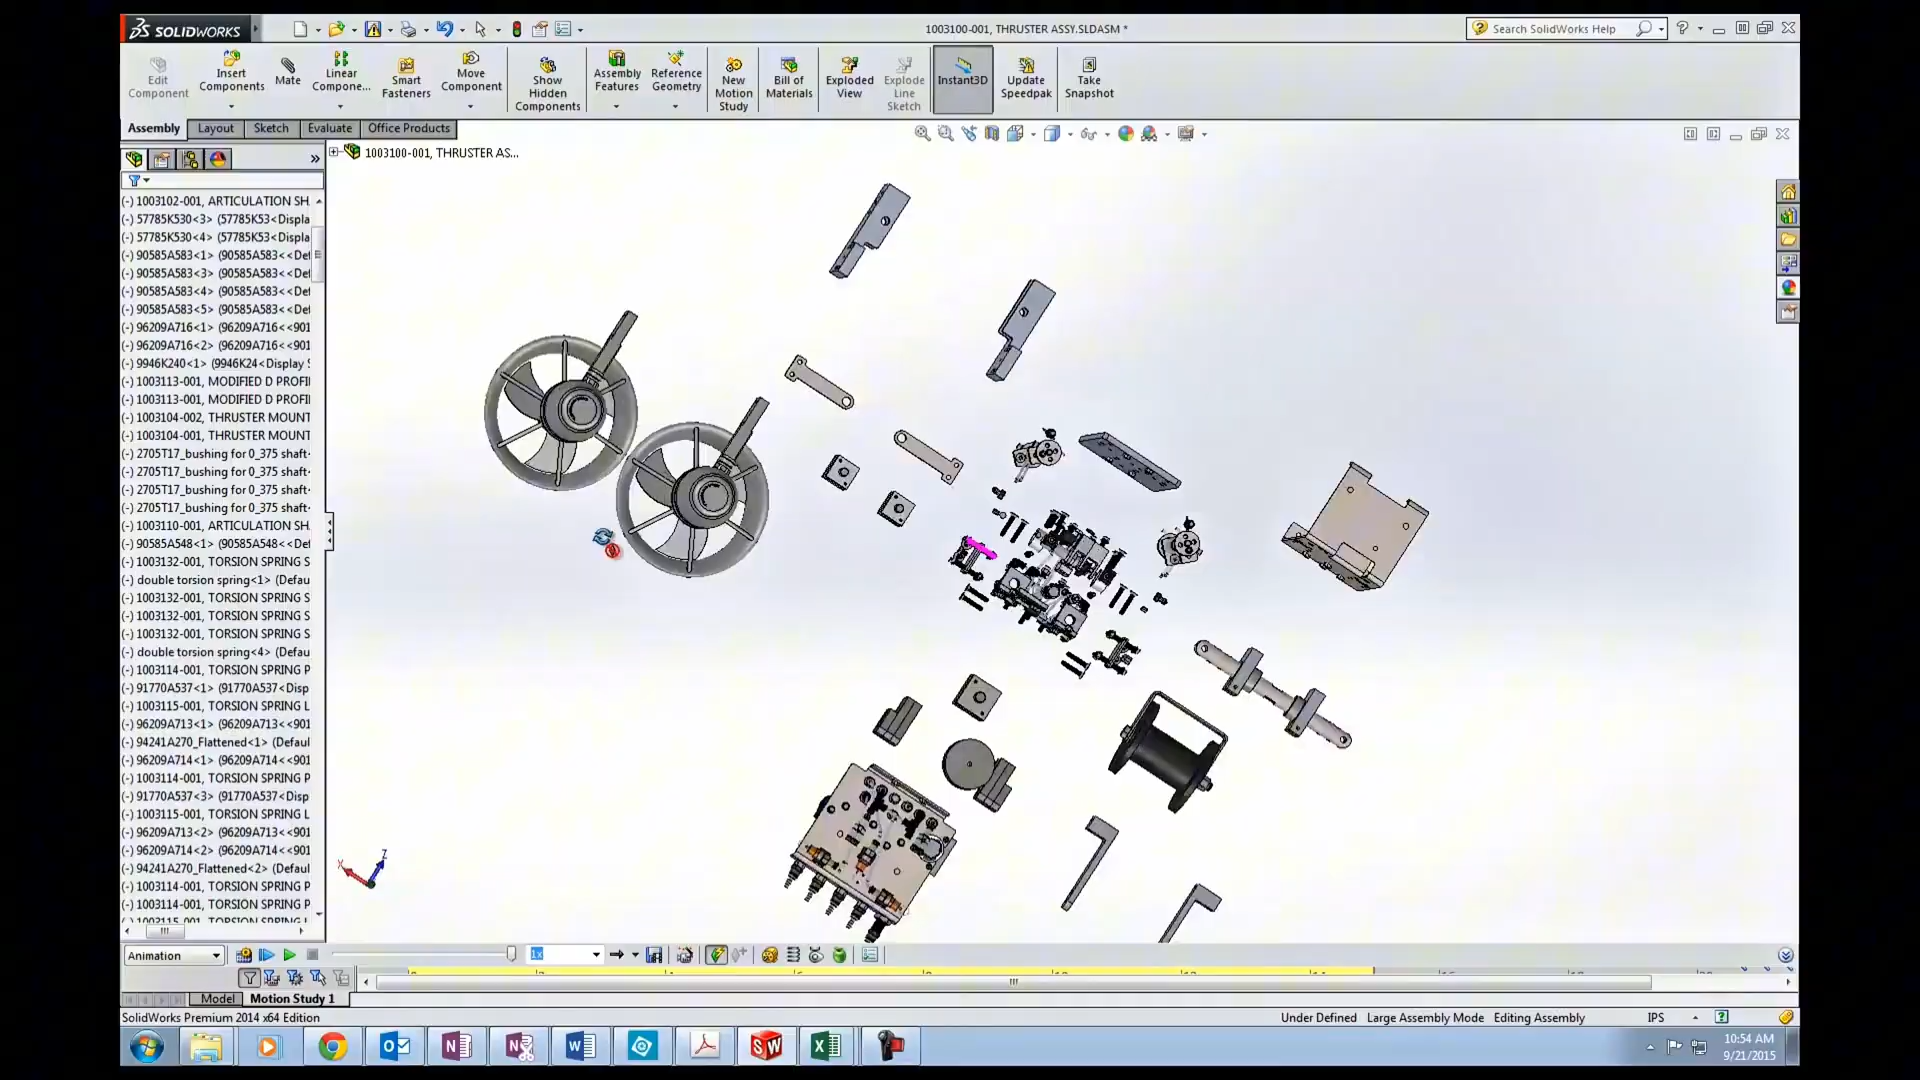 SOLIDWORKS
1003100-001, THRUSTER ASSY.SLDASM *
Search SolidWorks Help
Edit Component
Insert Components
Mate
Linear Compone...
Smart Fasteners
Move Component
Show Hidden Components
Assembly Features
Reference Geometry
New Motion Study
Bill of Materials
Exploded View
Explode Line Sketch
Instant3D
Update Speedpak
Take Snapshot
Assembly
Layout
Sketch
Evaluate
Office Products
1003100-001, THRUSTER AS...
(-) 1003102-001, ARTICULATION SH
(-) 57785K530<3> (57785K53<Displa
(-) 57785K530<4> (57785K53<Displa
(-) 90585A583<1> (90585A583<<Def
(-) 90585A583<3> (90585A583<<Def
(-) 90585A583<4> (90585A583<<Def
(-) 90585A583<5> (90585A583<<Def
(-) 96209A716<1> (96209A716<<901
(-) 96209A716<2> (96209A716<<901
(-) 9946K240<1> (9946K24<Display S
(-) 1003113-001, MODIFIED D PROFI
(-) 1003113-001, MODIFIED D PROFI
(-) 1003104-002, THRUSTER MOUNT
(-) 1003104-001, THRUSTER MOUNT
(-) 2705T17_bushing for 0_375 shaft-
(-) 2705T17_bushing for 0_375 shaft-
(-) 2705T17_bushing for 0_375 shaft-
(-) 2705T17_bushing for 0_375 shaft-
(-) 1003110-001, ARTICULATION SH
(-) 90585A548<1> (90585A548<<Def
(-) 1003132-001, TORSION SPRING S
(-) double torsion spring<1> (Defau
(-) 1003132-001, TORSION SPRING S
(-) 1003132-001, TORSION SPRING S
(-) 1003132-001, TORSION SPRING S
(-) double torsion spring<4> (Defau
(-) 1003114-001, TORSION SPRING P
(-) 91770A537<1> (91770A537<Disp
(-) 1003115-001, TORSION SPRING L
(-) 96209A713<1> (96209A713<<901
(-) 94241A270_Flattened<1> (Defaul
(-) 96209A714<1> (96209A714<<901
(-) 1003114-001, TORSION SPRING P
(-) 91770A537<3> (91770A537<Disp
(-) 1003115-001, TORSION SPRING L
(-) 96209A713<2> (96209A713<<901
(-) 96209A714<2> (96209A714<<901
(-) 94241A270_Flattened<2> (Defaul
(-) 1003114-001, TORSION SPRING P
(-) 1003114-001, TORSION SPRING P
(-) 1003115-001, TORSION SPRING L
X
Z
Animation
1x
Model
Motion Study 1
SolidWorks Premium 2014 x64 Edition
Under Defined
Large Assembly Mode
Editing Assembly
IPS
10:54 AM
9/21/2015